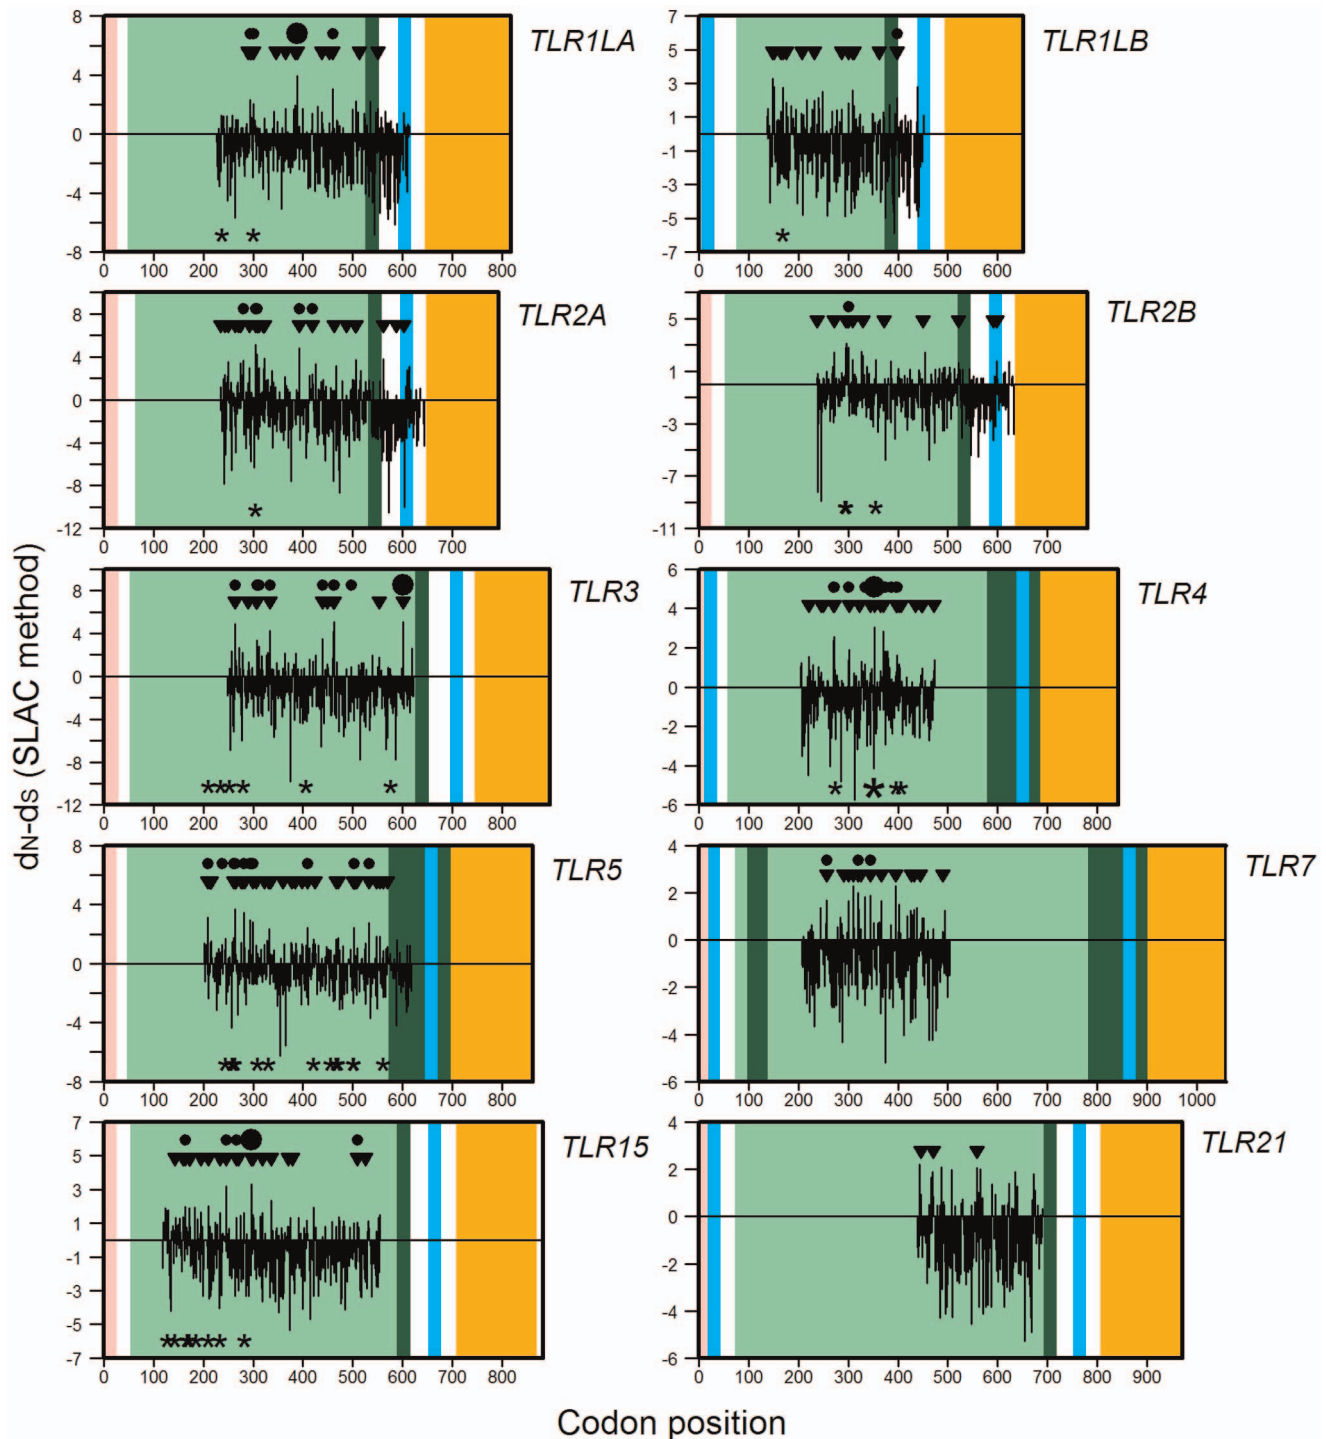 dN-ds (SLAC method)
TLR1LA
8
4
0
-4
-8
0 100 200 300 400 500 600 700 800
TLR1LB
7
5
3
1
-1
-3
-5
-7
0 100 200 300 400 500 600
TLR2A
8
4
0
-4
-8
-12
0 100 200 300 400 500 600 700
TLR2B
5
1
-3
-7
-11
0 100 200 300 400 500 600 700
TLR3
8
4
0
-4
-8
-12
0 100 200 300 400 500 600 700 800
TLR4
6
4
2
0
-2
-4
-6
0 100 200 300 400 500 600 700 800
TLR5
8
4
0
-4
-8
0 100 200 300 400 500 600 700 800
TLR7
4
2
0
-2
-4
-6
0 100 200 300 400 500 600 700 800 900 1000
TLR15
7
5
3
1
-1
-3
-5
-7
0 100 200 300 400 500 600 700 800
TLR21
4
2
0
-2
-4
-6
0 100 200 300 400 500 600 700 800 900
Codon position